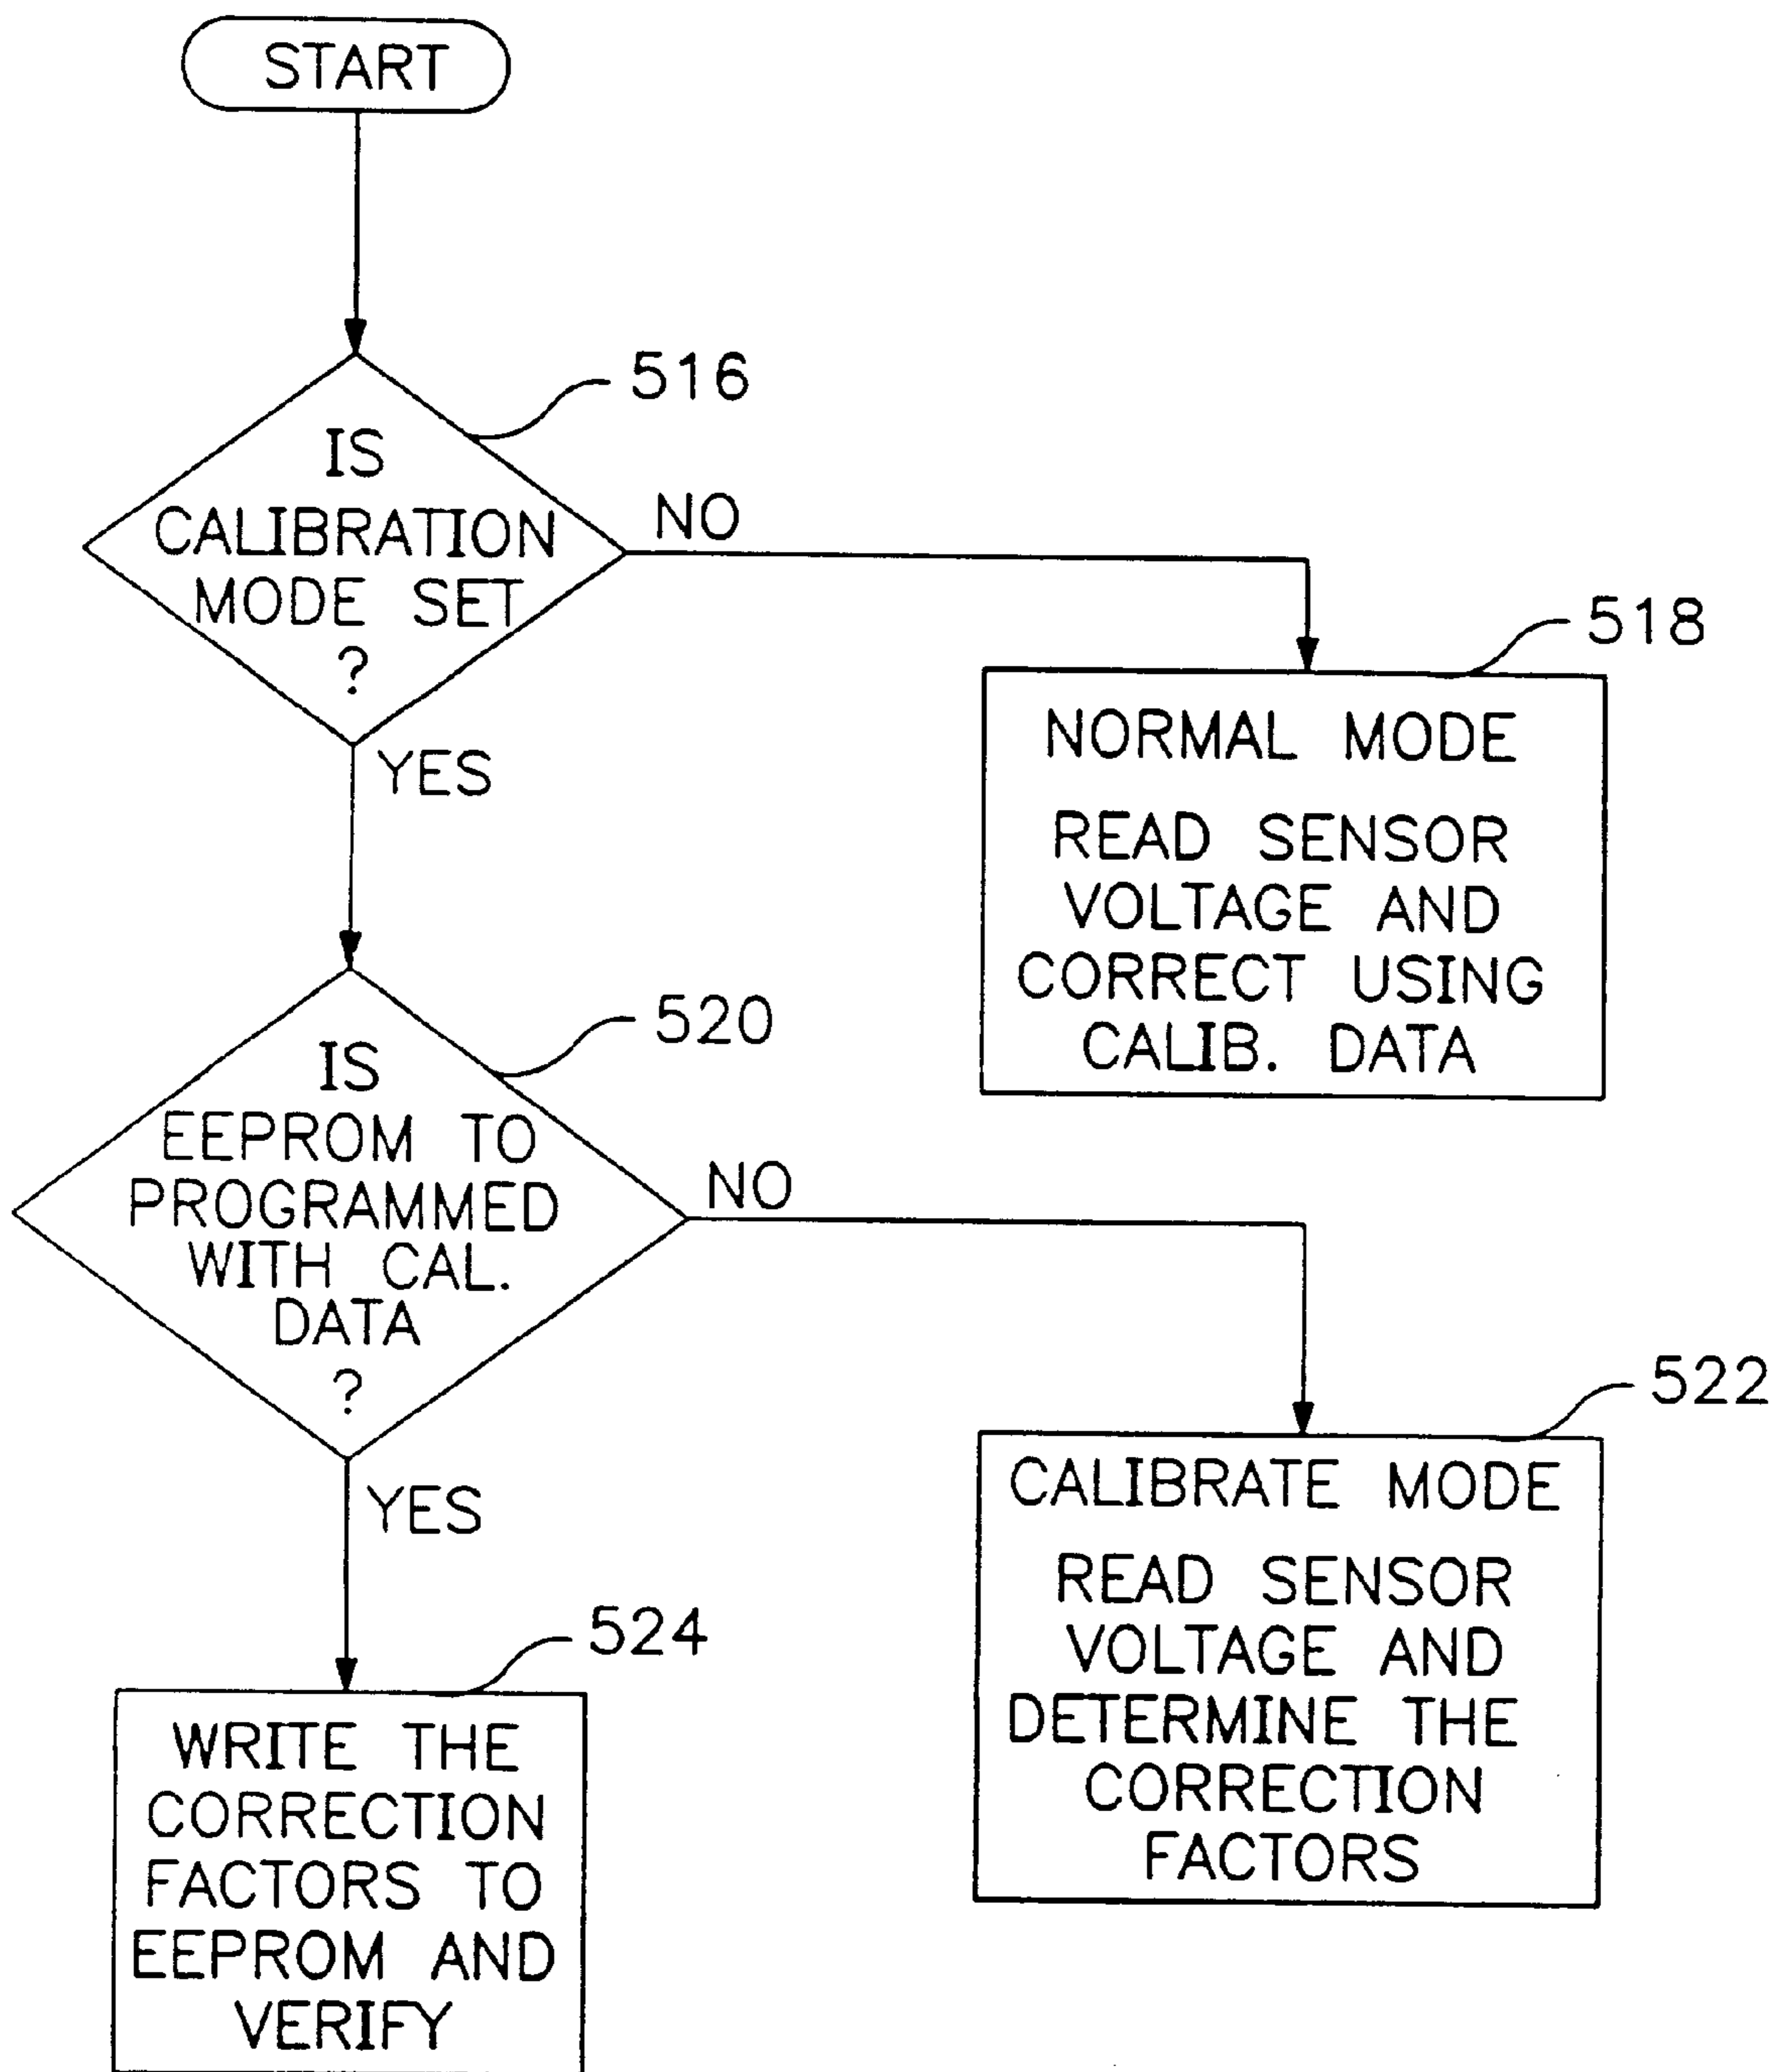 START
516
IS
CALIBRATION
MODE SET
?
NO
YES
518
NORMAL MODE
READ SENSOR
VOLTAGE AND
CORRECT USING
CALIB. DATA
520
IS
EEPROM TO
PROGRAMMED
WITH CAL.
DATA
?
NO
YES
522
CALIBRATE MODE
READ SENSOR
VOLTAGE AND
DETERMINE THE
CORRECTION
FACTORS
524
WRITE THE
CORRECTION
FACTORS TO
EEPROM AND
VERIFY